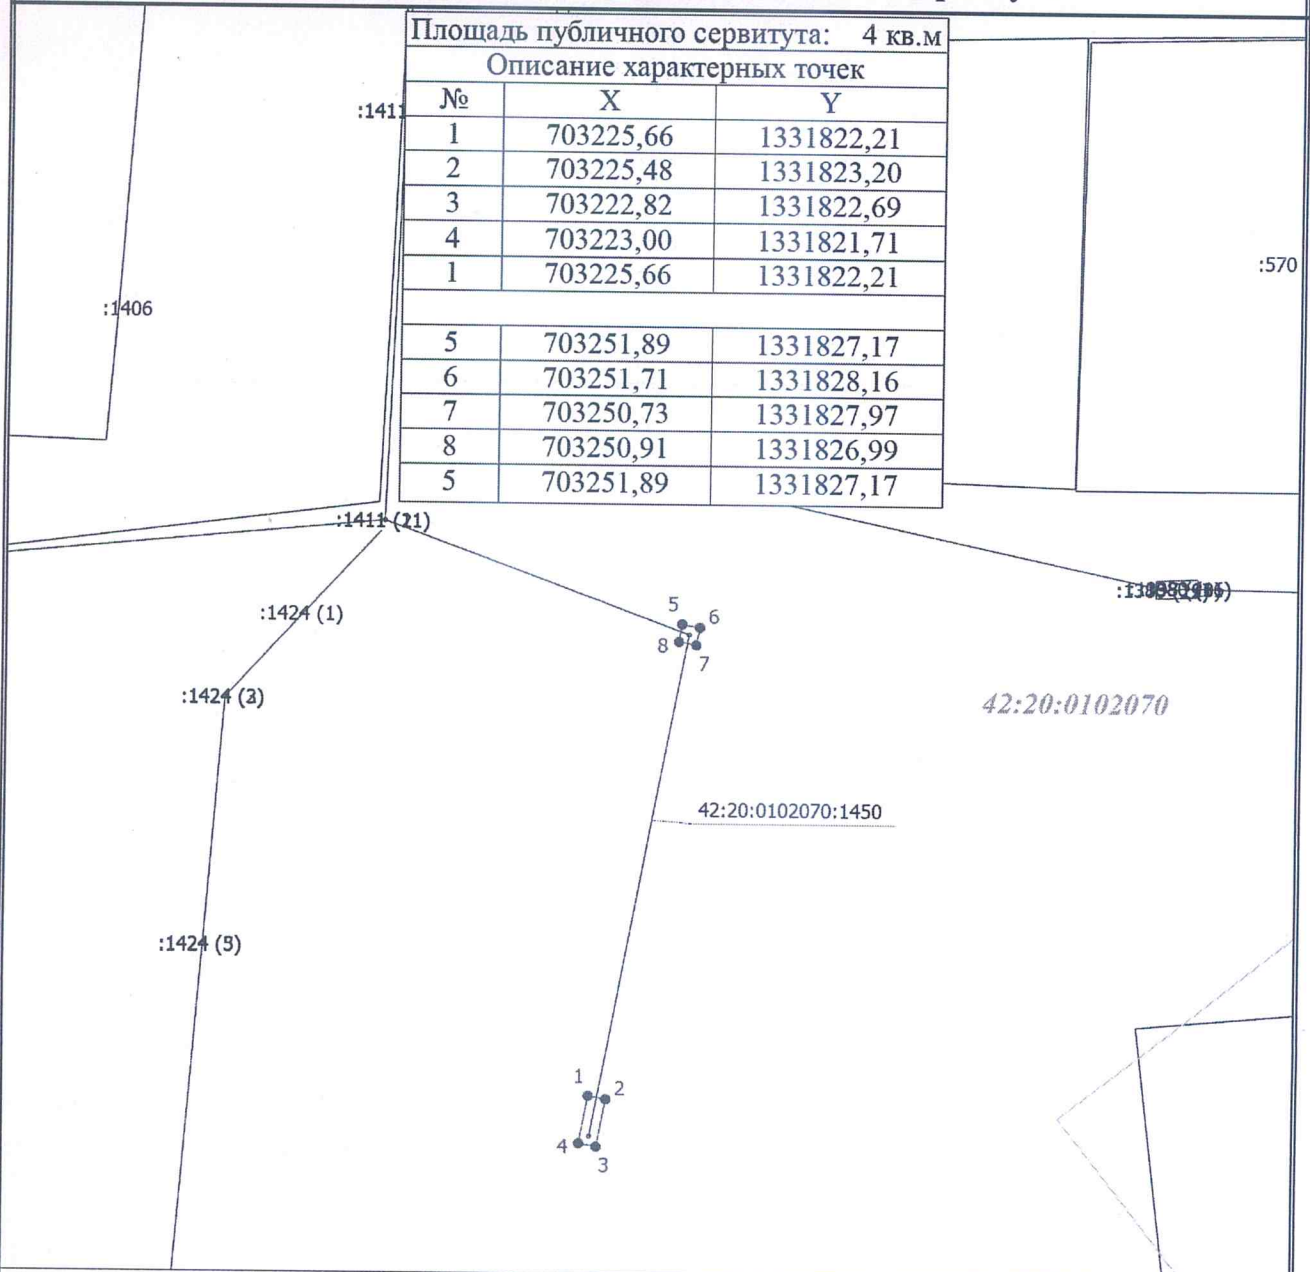 Площадь публичного сервитута: 4 кв.м
Описание характерных точек
№ X Y
1 703225,66 1331822,21
2 703225,48 1331823,20
3 703222,82 1331822,69
4 703223,00 1331821,71
1 703225,66 1331822,21
5 703251,89 1331827,17
6 703251,71 1331828,16
7 703250,73 1331827,97
8 703250,91 1331826,99
5 703251,89 1331827,17
:1411
:570
:1406
:1411
:1424 (1)
5
6
8
7
:1424
42:20:0102070
42:20:0102070:1450
:1424
1
2
4
3